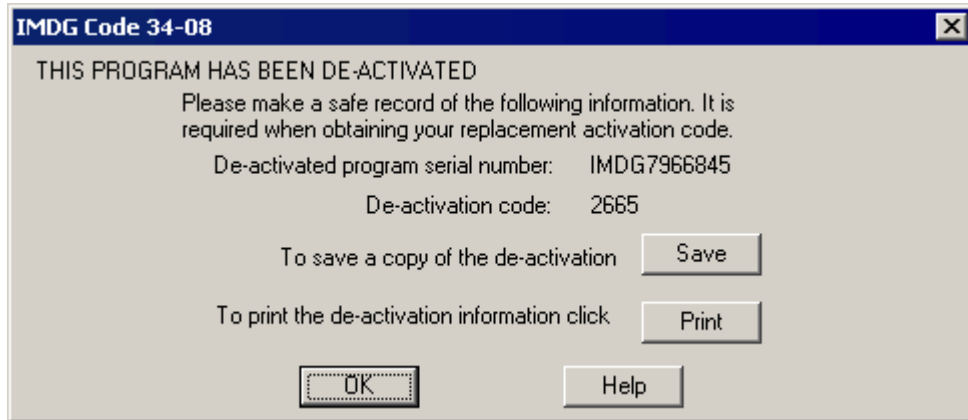 IMDG Code 34-08
THIS PROGRAM HAS BEEN DE-ACTIVATED
Please make a safe record of the following information. It is
required when obtaining your replacement activation code.
De-activated program serial number: IMDG7966845
De-activation code: 2665
To save a copy of the de-activation Save
To print the de-activation information click Print
OK Help